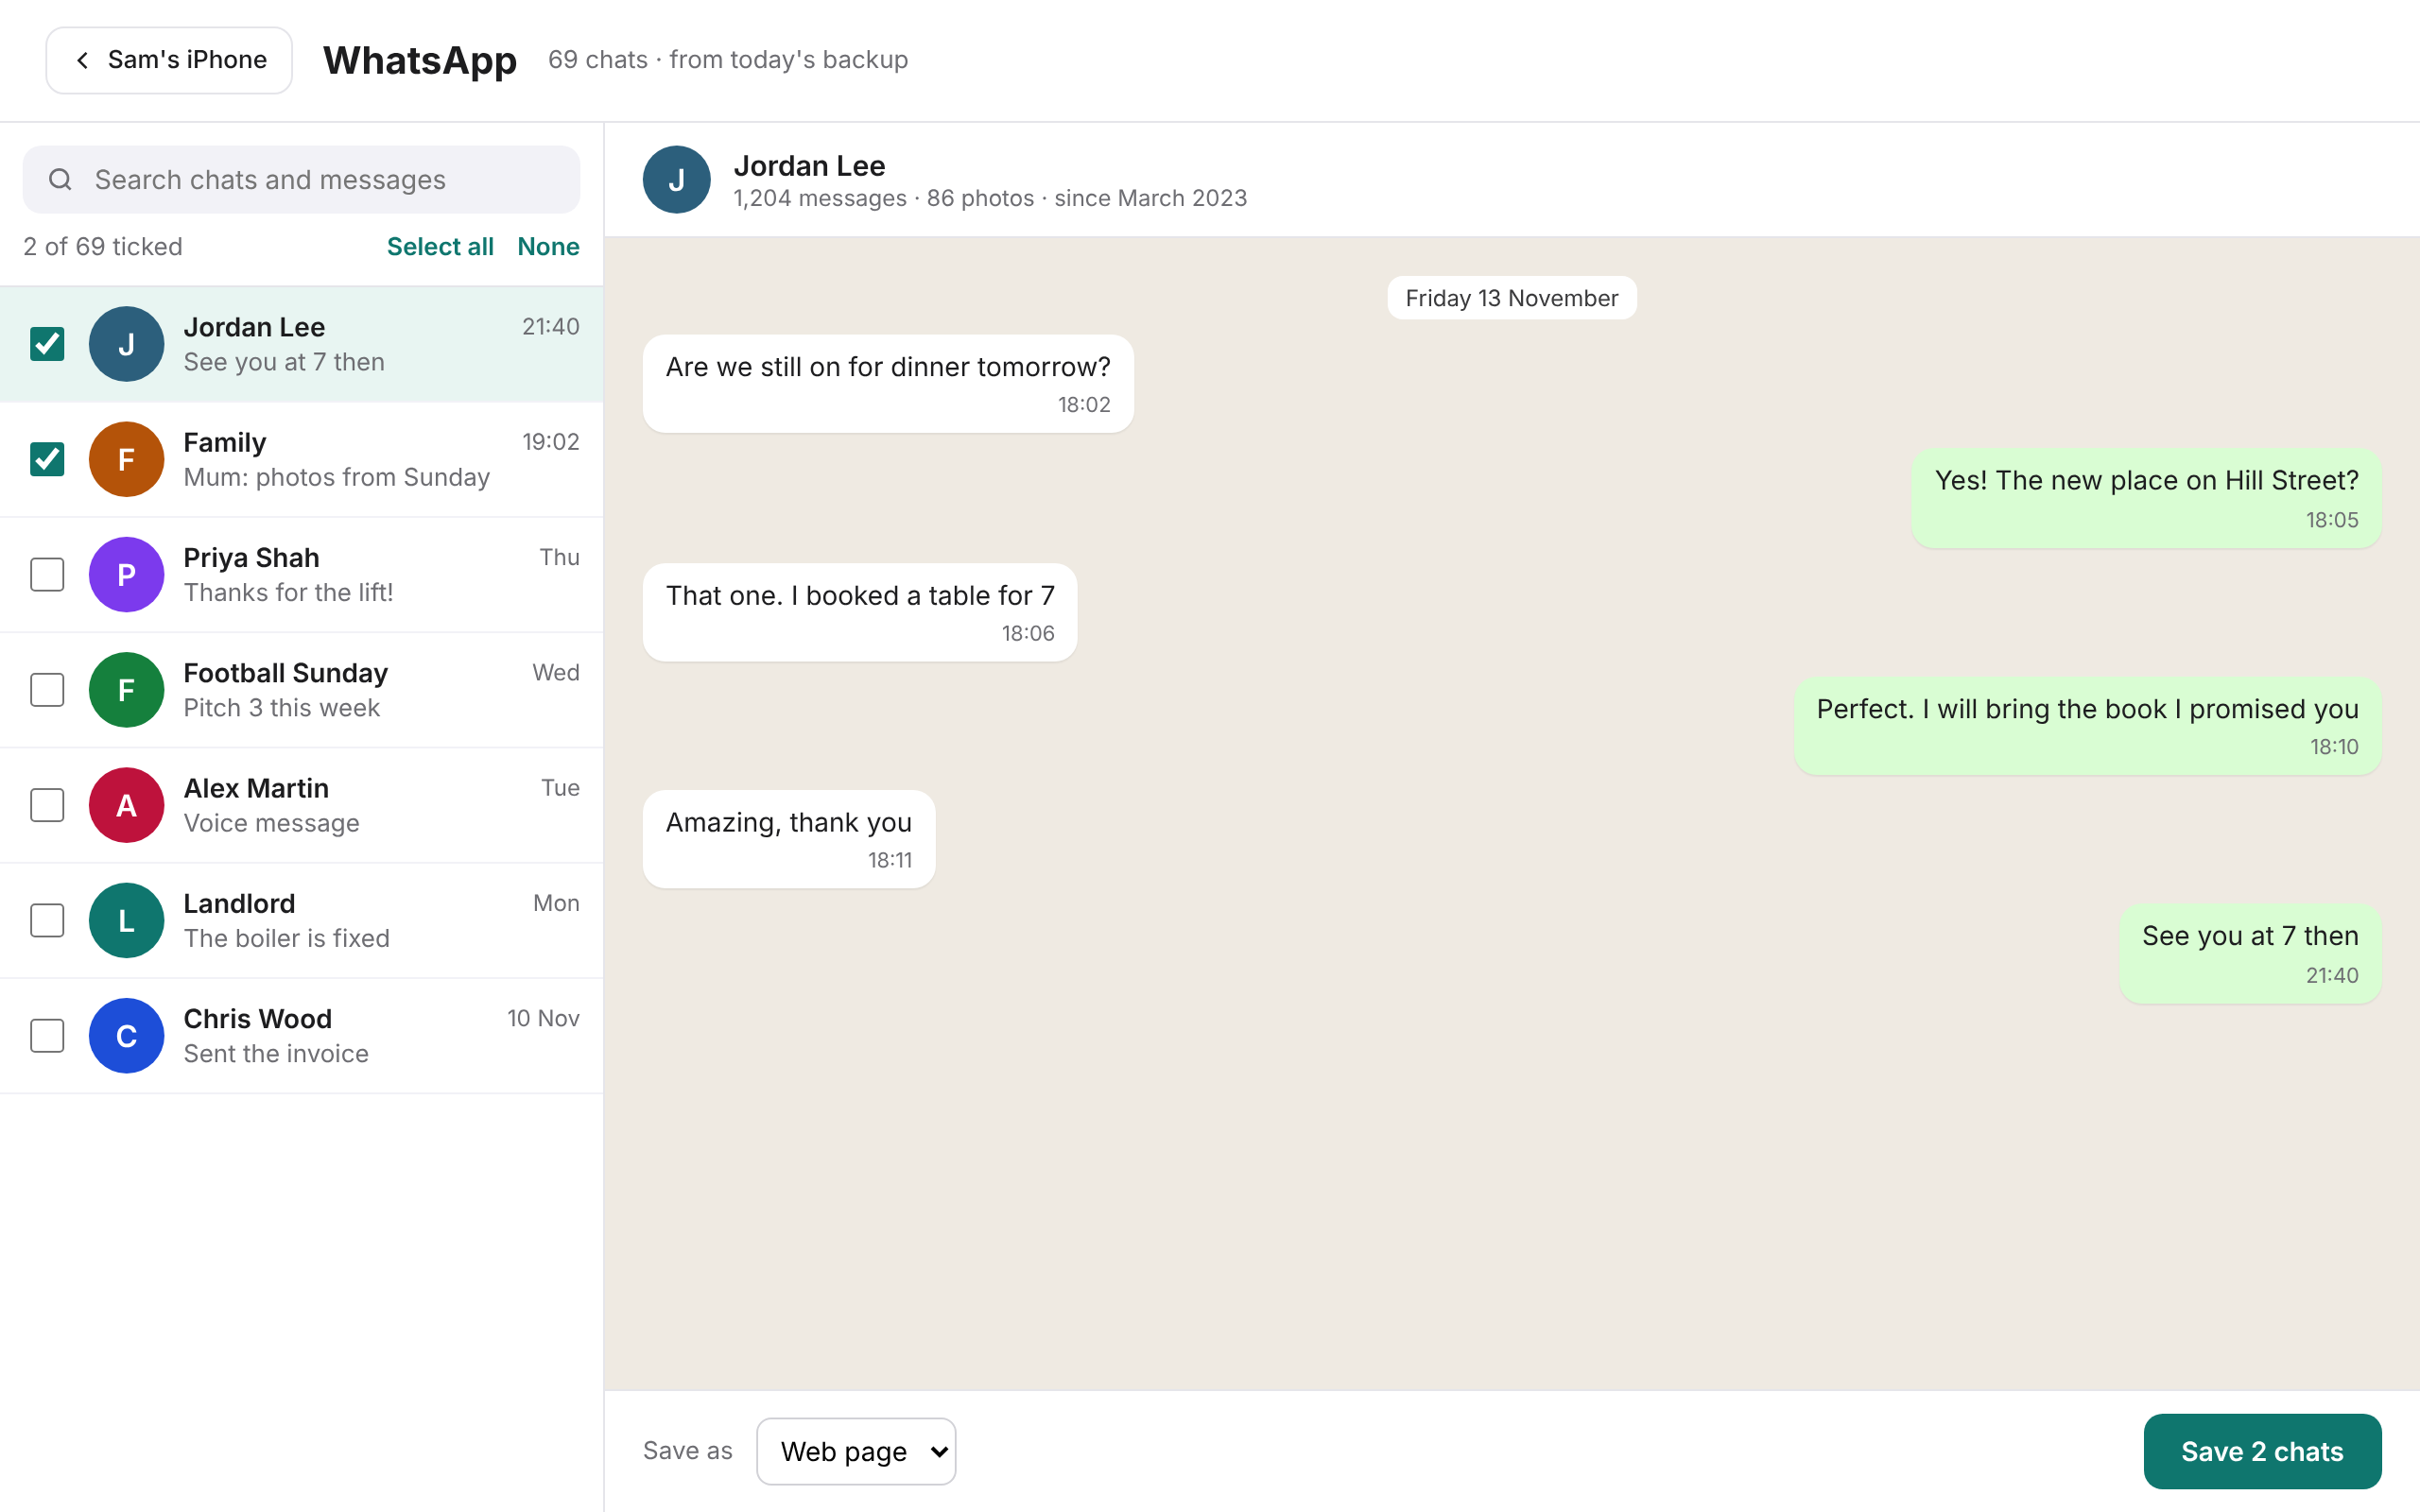 Sam's iPhone
WhatsApp
69 chats · from today's backup
Search chats and messages
2 of 69 ticked
Select all
None
J
Jordan Lee
21:40
See you at 7 then
F
Family
19:02
Mum: photos from Sunday
P
Priya Shah
Thu
Thanks for the lift!
F
Football Sunday
Wed
Pitch 3 this week
A
Alex Martin
Tue
Voice message
L
Landlord
Mon
The boiler is fixed
C
Chris Wood
10 Nov
Sent the invoice
J
Jordan Lee
1,204 messages · 86 photos · since March 2023
Friday 13 November
Are we still on for dinner tomorrow?
18:02
Yes! The new place on Hill Street?
18:05
That one. I booked a table for 7
18:06
Perfect. I will bring the book I promised you
18:10
Amazing, thank you
18:11
See you at 7 then
21:40
Save as
Web page
Save 2 chats